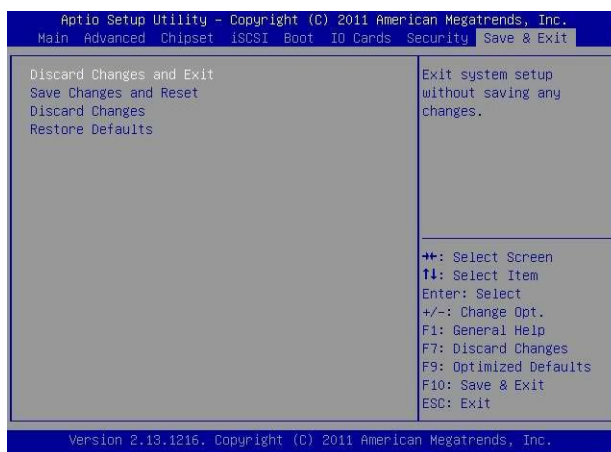 Aptio Setup Utility – Copyright (C) 2011 American Megatrends, Inc.
Main Advanced Chipset iSCSI Boot IO Cards Security Save & Exit
Discard Changes and Exit
Save Changes and Reset
Discard Changes
Restore Defaults
Exit system setup
without saving any
changes.
→←: Select Screen
↑↓: Select Item
Enter: Select
+/-: Change Opt.
F1: General Help
F7: Discard Changes
F9: Optimized Defaults
F10: Save & Exit
ESC: Exit
Version 2.13.1216. Copyright (C) 2011 American Megatrends, Inc.